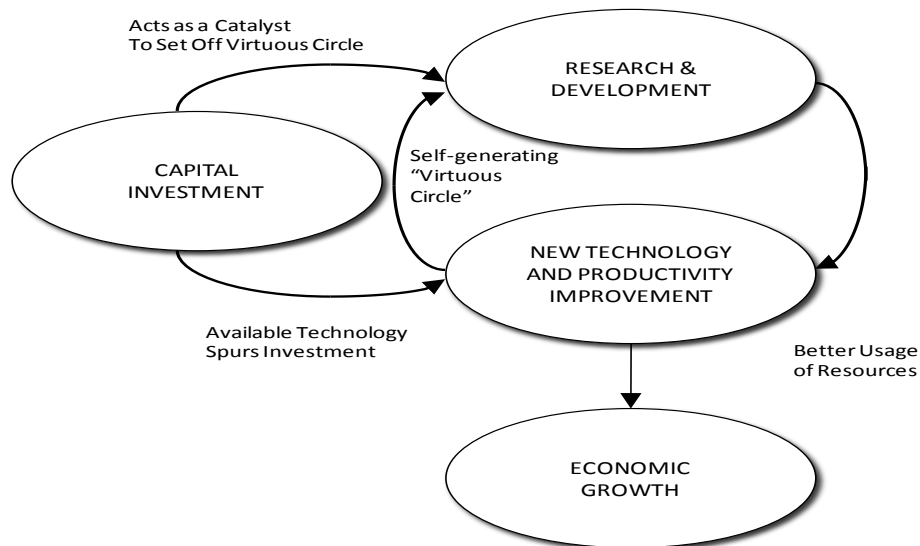 Acts as a Catalyst
To Set Off Virtuous Circle
RESEARCH &
DEVELOPMENT
CAPITAL
INVESTMENT
Self-generating
“Virtuous
Circle”
NEW TECHNOLOGY
AND PRODUCTIVITY
IMPROVEMENT
Available Technology
Spurs Investment
Better Usage
of Resources
ECONOMIC
GROWTH